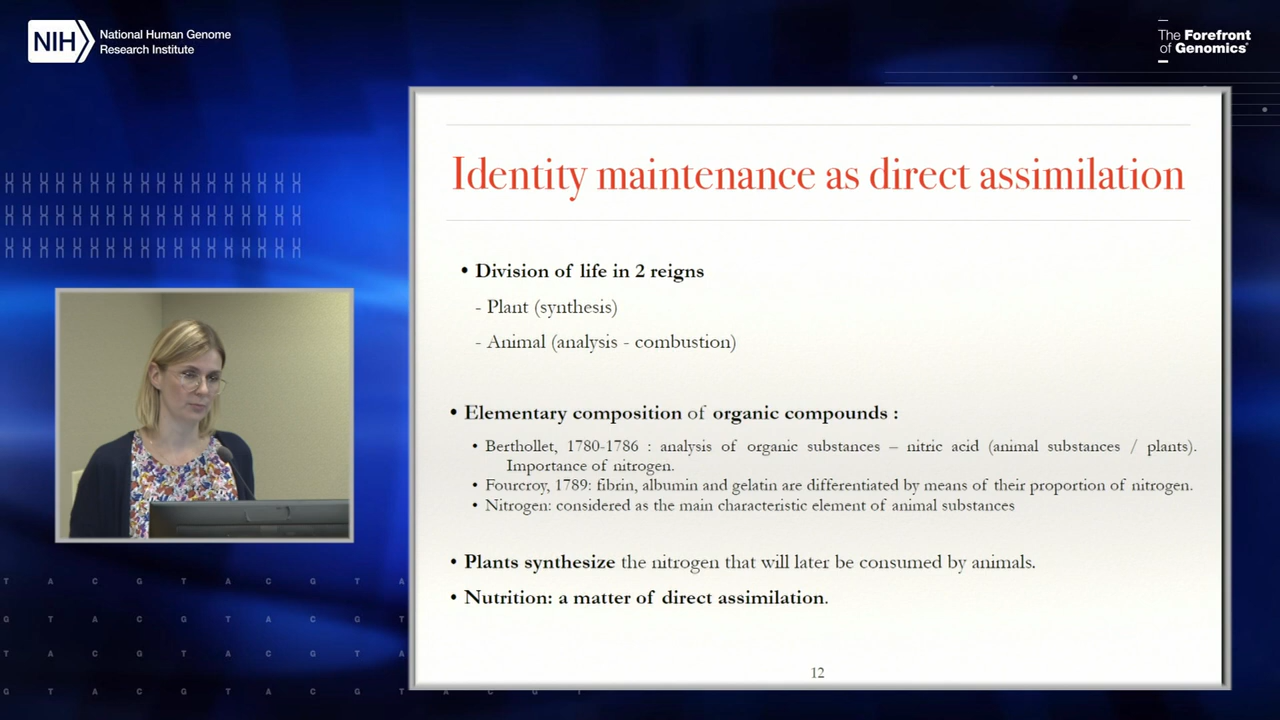 NIH
National Human Genome
Research Institute
The Forefront
of Genomics®
Identity maintenance as direct assimilation
• Division of life in 2 reigns
- Plant (synthesis)
- Animal (analysis - combustion)
• Elementary composition of organic compounds :
• Berthollet, 1780-1786 : analysis of organic substances – nitric acid (animal substances / plants).
Importance of nitrogen.
• Fourcroy, 1789: fibrin, albumin and gelatin are differentiated by means of their proportion of nitrogen.
• Nitrogen: considered as the main characteristic element of animal substances
• Plants synthesize the nitrogen that will later be consumed by animals.
• Nutrition: a matter of direct assimilation.
12
T A C G T A C G T A
G T A C G T A C G T
T A C G T A C G T A
G T A C G T A C G T A C G T